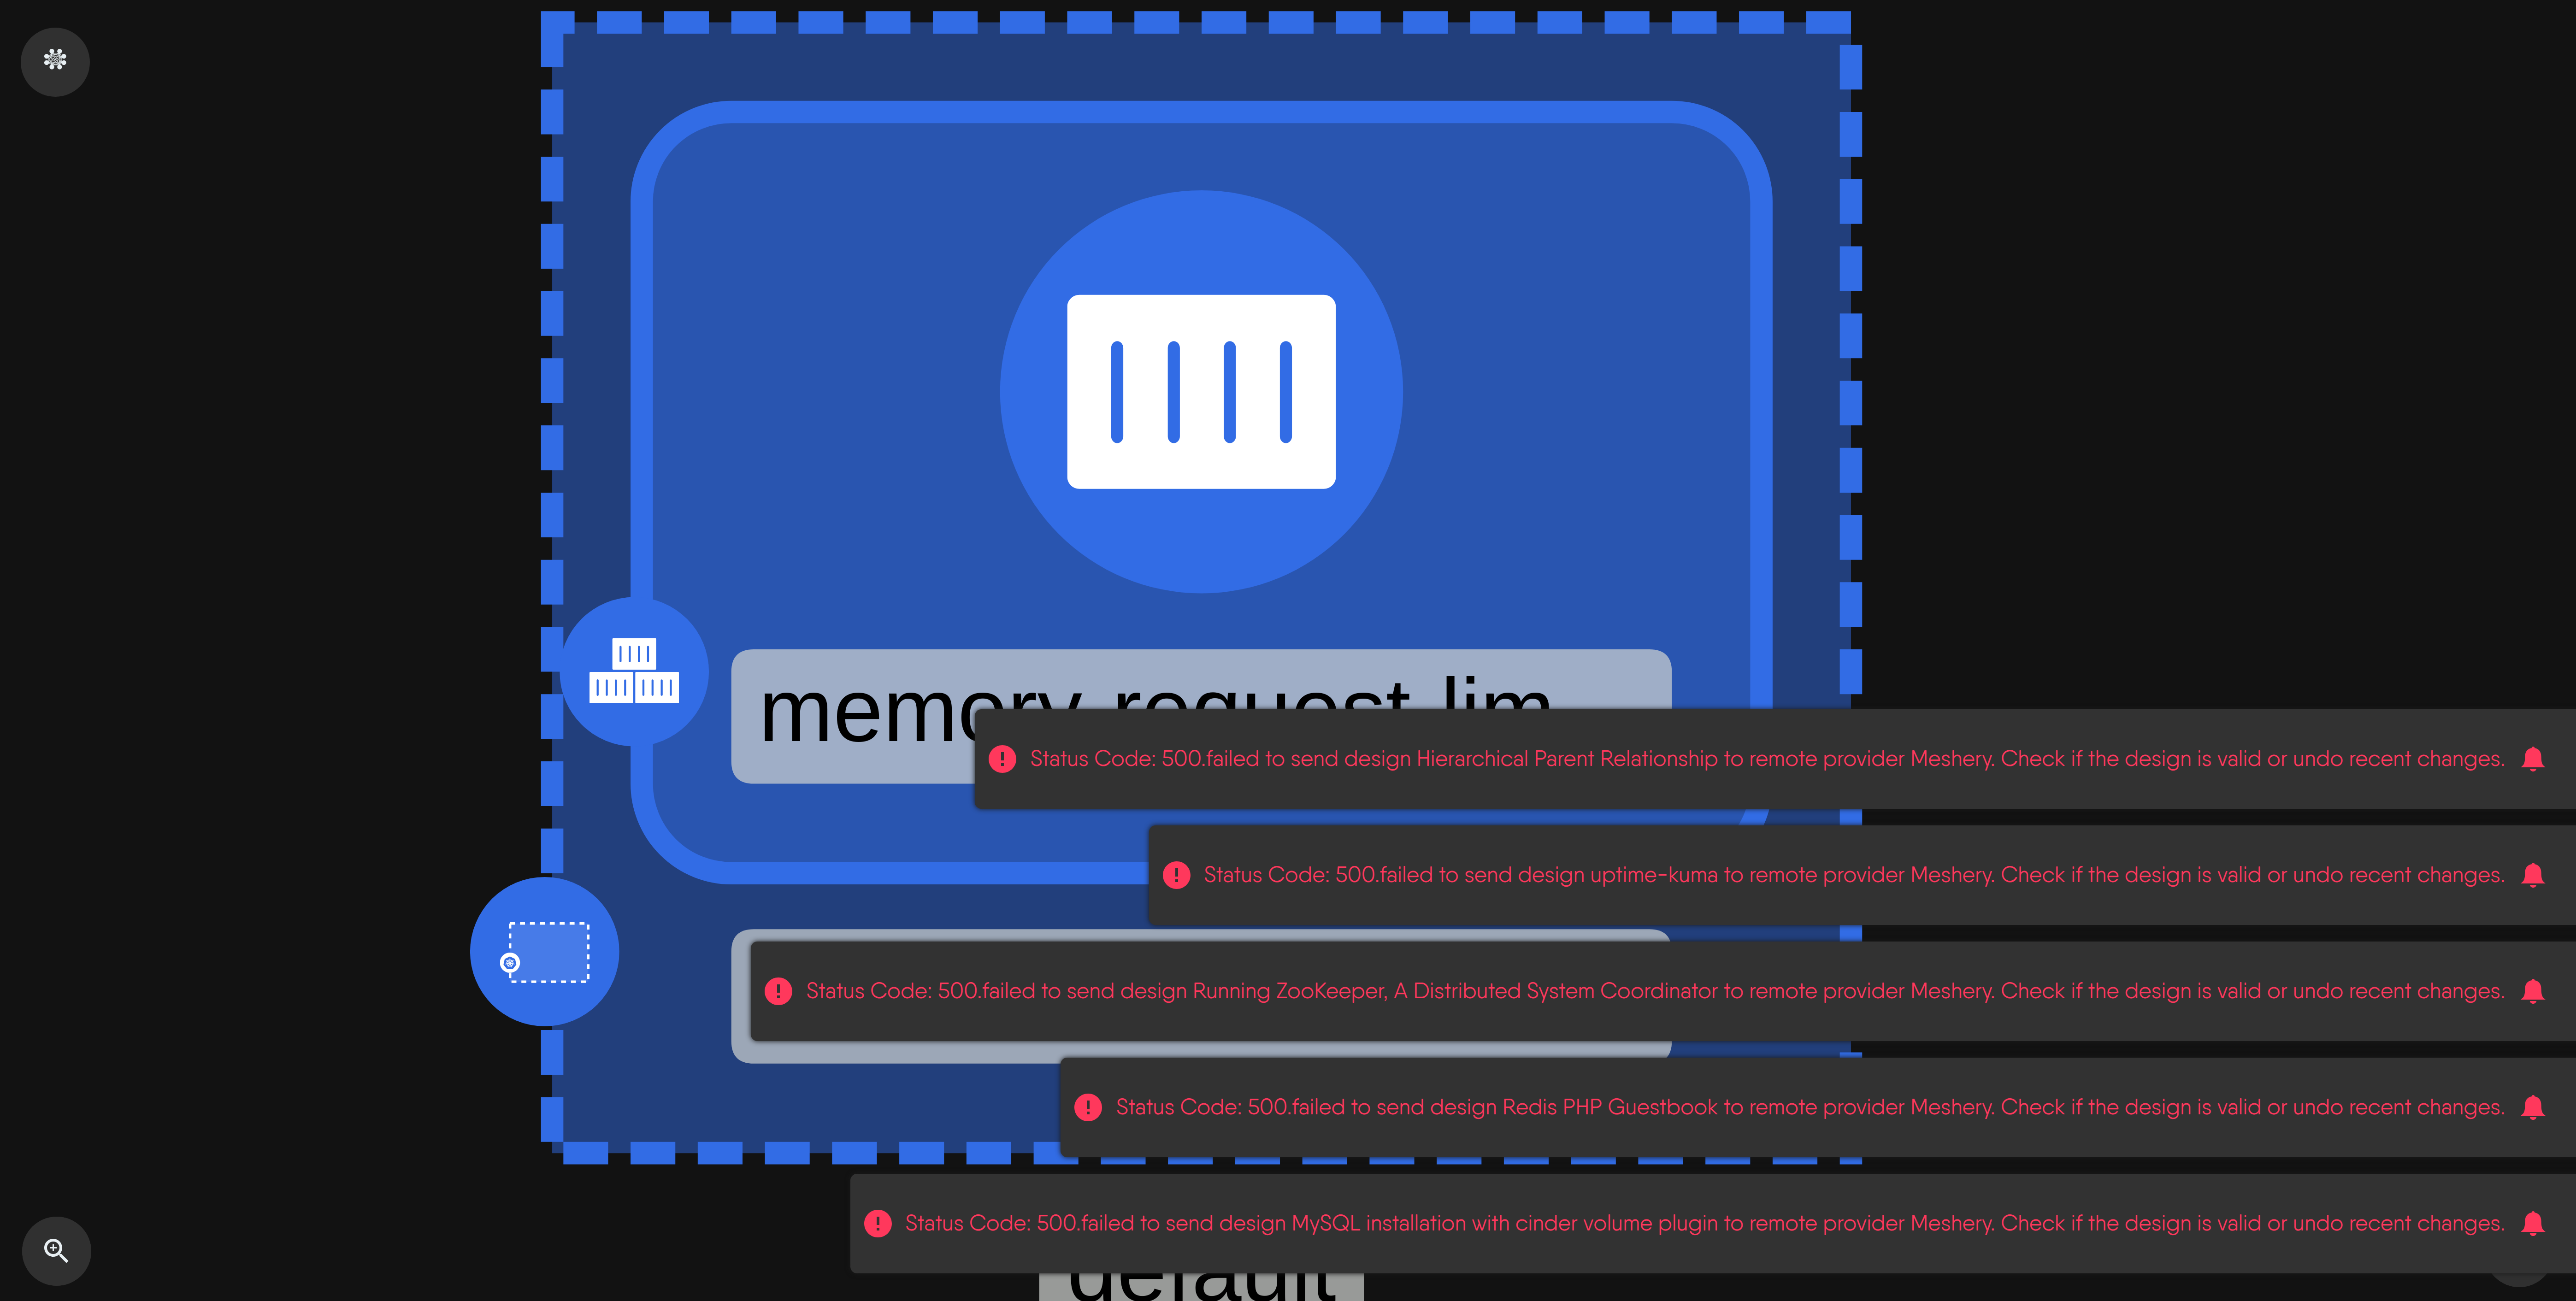 memory-request-lim
Status Code: 500.failed to send design Hierarchical Parent Relationship to remote provider Meshery. Check if the design is valid or undo recent changes.
Status Code: 500.failed to send design uptime-kuma to remote provider Meshery. Check if the design is valid or undo recent changes.
Status Code: 500.failed to send design Running ZooKeeper, A Distributed System Coordinator to remote provider Meshery. Check if the design is valid or undo recent changes.
Status Code: 500.failed to send design Redis PHP Guestbook to remote provider Meshery. Check if the design is valid or undo recent changes.
Status Code: 500.failed to send design MySQL installation with cinder volume plugin to remote provider Meshery. Check if the design is valid or undo recent changes.
default